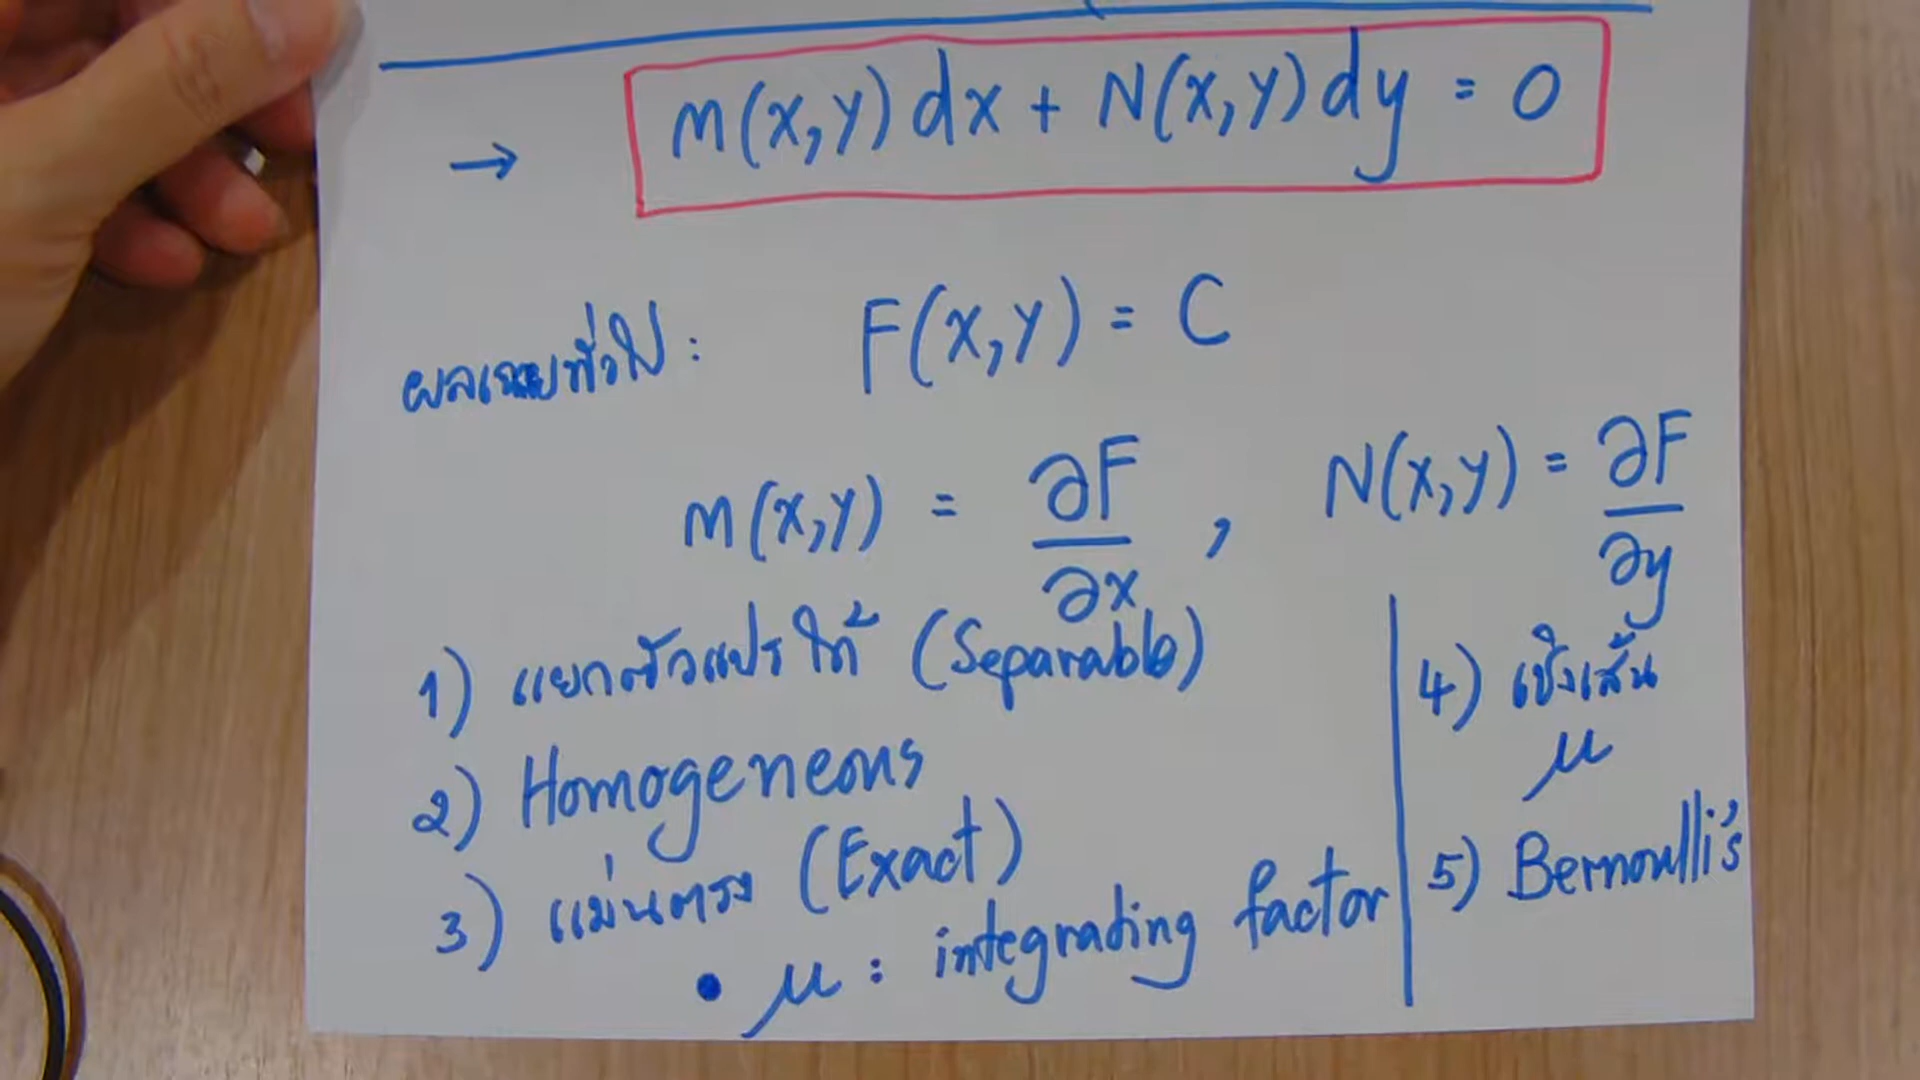 → M(x,y)dx + N(x,y)dy = 0
ผลเฉลยทั่วไป : F(x,y) = C
M(x,y) = ∂F/∂x , N(x,y) = ∂F/∂y
1) แยกตัวแปรได้ (Separable)
2) Homogeneous
3) แม่นตรง (Exact)
• μ : integrating factor
4) เชิงเส้น
μ
5) Bernoulli's